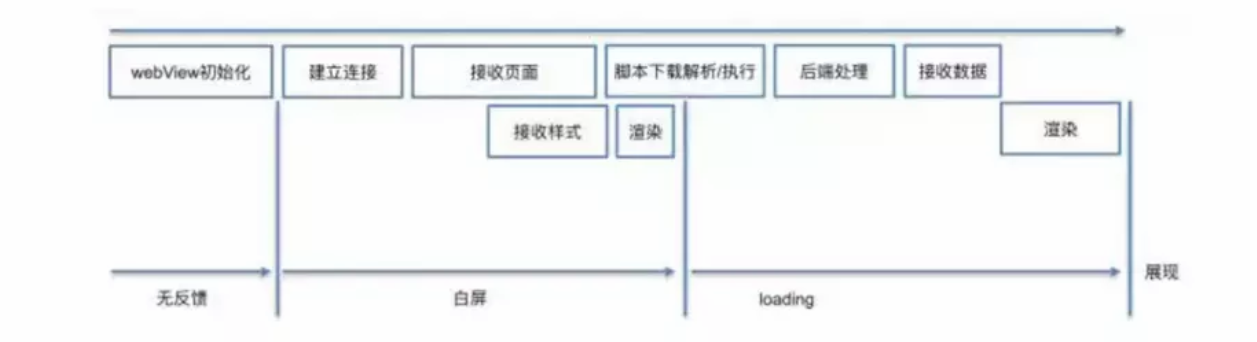 webView初始化
建立连接
接收页面
脚本下载解析/执行
后端处理
接收数据
接收样式
渲染
渲染
无反馈
白屏
loading
展现